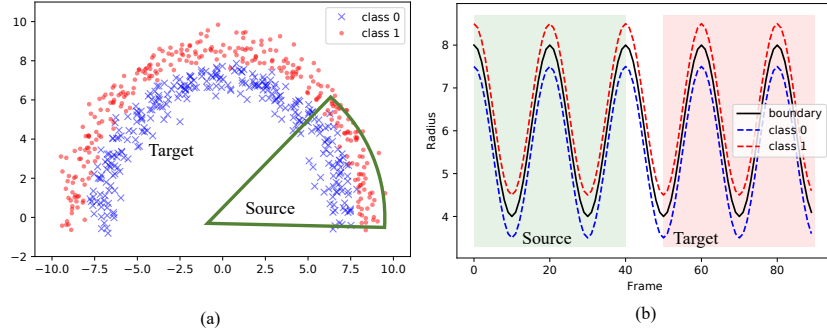 class 0
class 1
Target
Source
10
8
6
4
2
0
−2
−10.0 −7.5 −5.0 −2.5 0.0 2.5 5.0 7.5 10.0
(a)
Radius
8
7
6
5
4
boundary
class 0
class 1
Source
Target
0 20 40 60 80
Frame
(b)